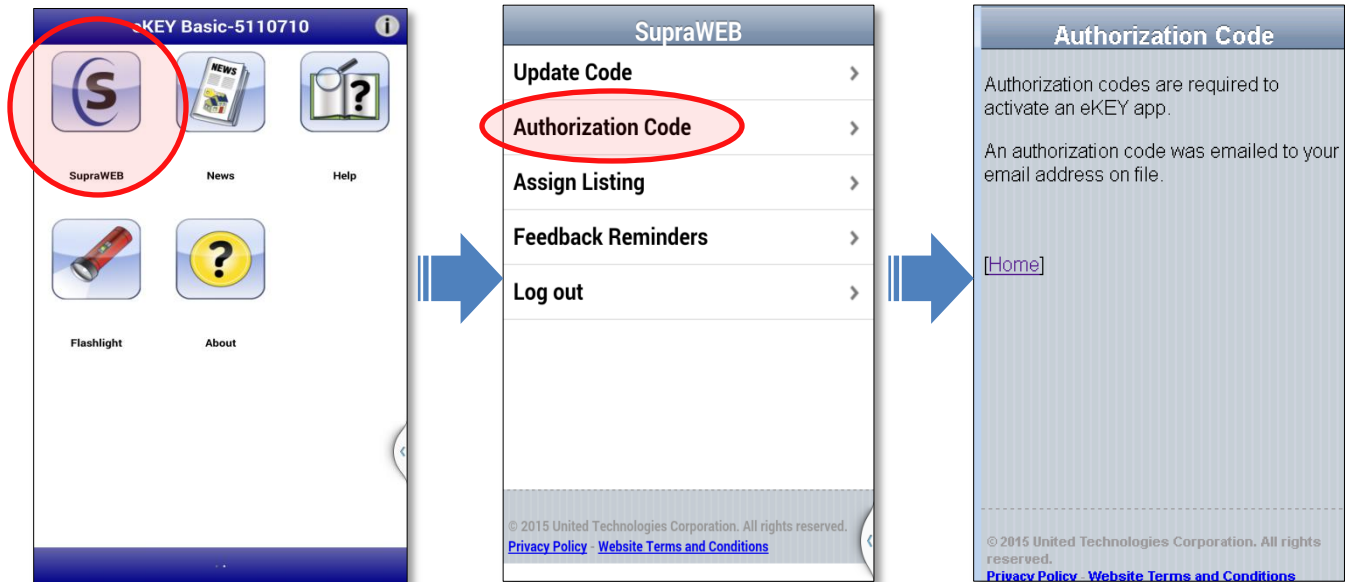 eKEY Basic-5110710
i
S
NEWS
?
SupraWEB
News
Help
?
Flashlight
About
SupraWEB
Update Code
Authorization Code
Assign Listing
Feedback Reminders
Log out
© 2015 United Technologies Corporation. All rights reserved.
Privacy Policy - Website Terms and Conditions
Authorization Code
Authorization codes are required to
activate an eKEY app.
An authorization code was emailed to your
email address on file.
[Home]
© 2015 United Technologies Corporation. All rights
reserved.
Privacy Policy - Website Terms and Conditions